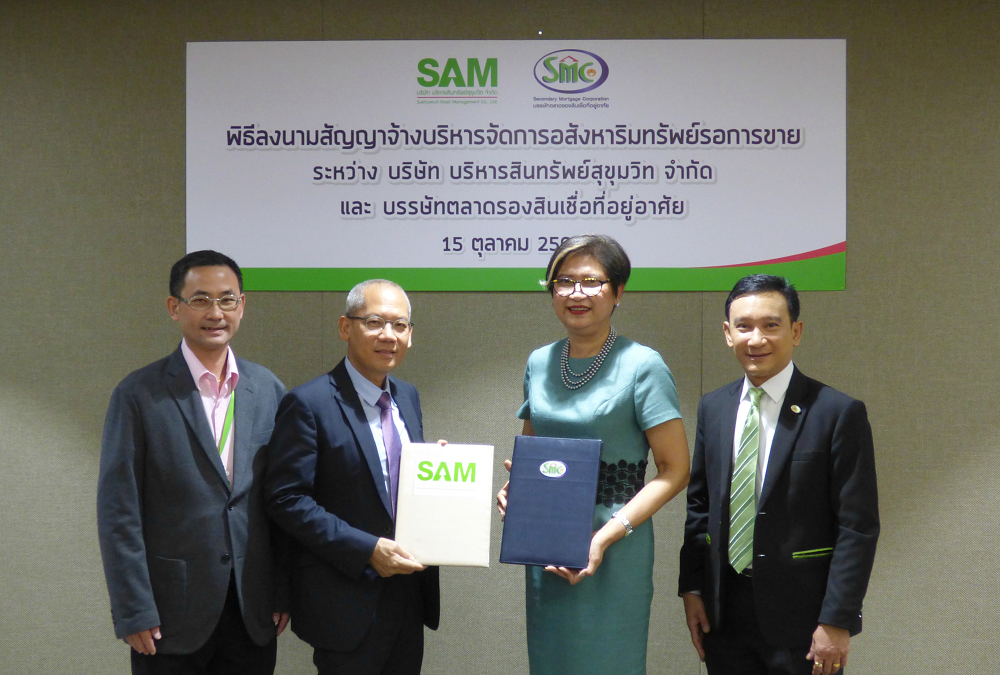 SAM
บริษัท บริหารสินทรัพย์สุขุมวิท จำกัด
Sukhumvit Asset Management Co., Ltd.
SMC
Secondary Mortgage Corporation
บรรษัทตลาดรองสินเชื่อที่อยู่อาศัย
พิธีลงนามสัญญาจ้างบริหารจัดการอสังหาริมทรัพย์รอการขาย
ระหว่าง บริษัท บริหารสินทรัพย์สุขุมวิท จำกัด
และ บรรษัทตลาดรองสินเชื่อที่อยู่อาศัย
15 ตุลาคม
SAM
SMC